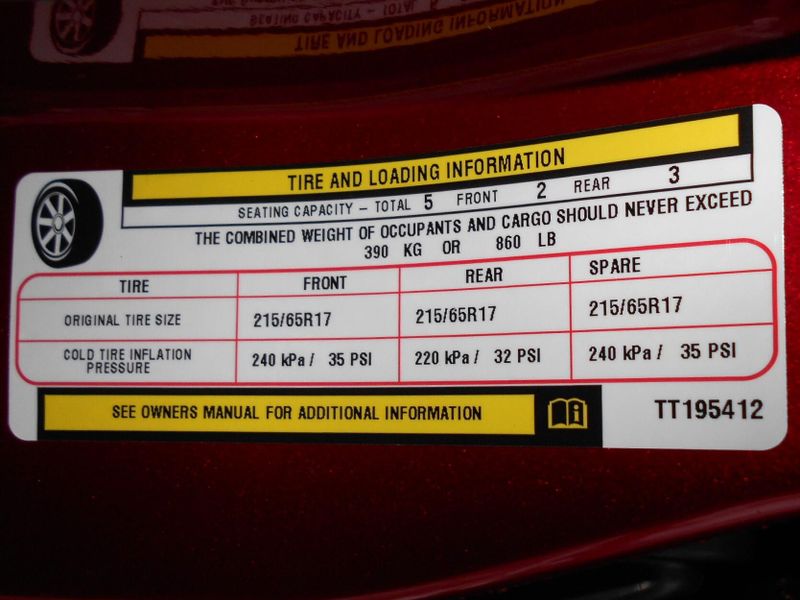 TIRE AND LOADING INFORMATION
SEATING CAPACITY – TOTAL 5 FRONT 2 REAR 3
THE COMBINED WEIGHT OF OCCUPANTS AND CARGO SHOULD NEVER EXCEED
390 KG OR 860 LB
TIRE FRONT REAR SPARE
ORIGINAL TIRE SIZE 215/65R17 215/65R17 215/65R17
COLD TIRE INFLATION
PRESSURE 240 kPa / 35 PSI 220 kPa / 32 PSI 240 kPa / 35 PSI
SEE OWNERS MANUAL FOR ADDITIONAL INFORMATION
TT195412